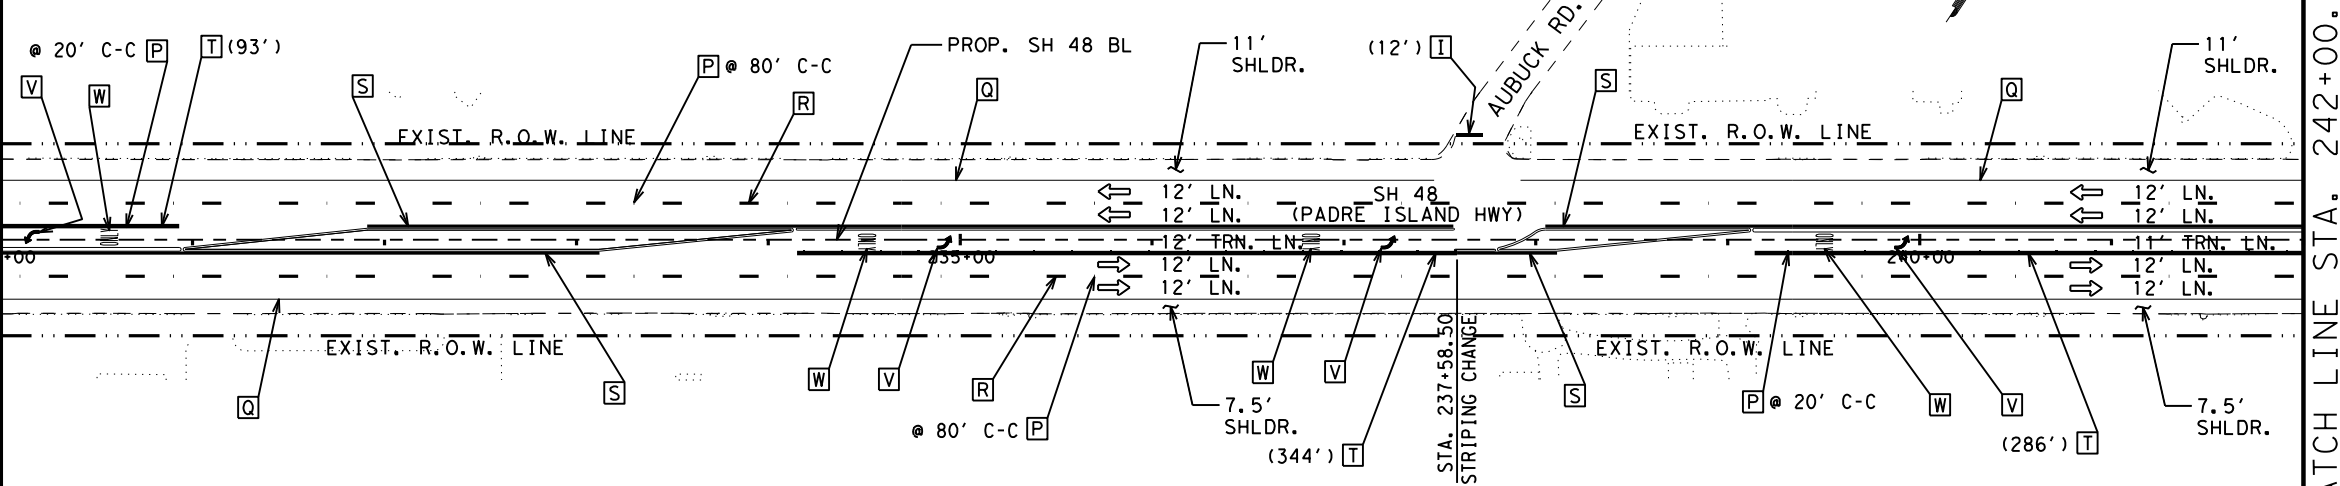 @ 20' C-C P
T (93')
V
W
S
P @ 80' C-C
R
PROP. SH 48 BL
Q
11'
SHLDR.
(12') I
AUBUCK RD.
S
Q
11'
SHLDR.
EXIST. R.O.W. LINE
EXIST. R.O.W. LINE
12' LN.
12' LN.
SH 48
(PADRE ISLAND HWY)
12' LN.
12' LN.
12' TRN. LN.
11' TRN. LN.
+00
235+00
240+00
12' LN.
12' LN.
12' LN.
12' LN.
EXIST. R.O.W. LINE
EXIST. R.O.W. LINE
Q
S
W
V
R
@ 80' C-C P
7.5'
SHLDR.
W
V
(344') T
STA. 237+58.50
STRIPING CHANGE
S
P @ 20' C-C
W
V
(286') T
7.5'
SHLDR.
ATCH LINE STA. 242+00.